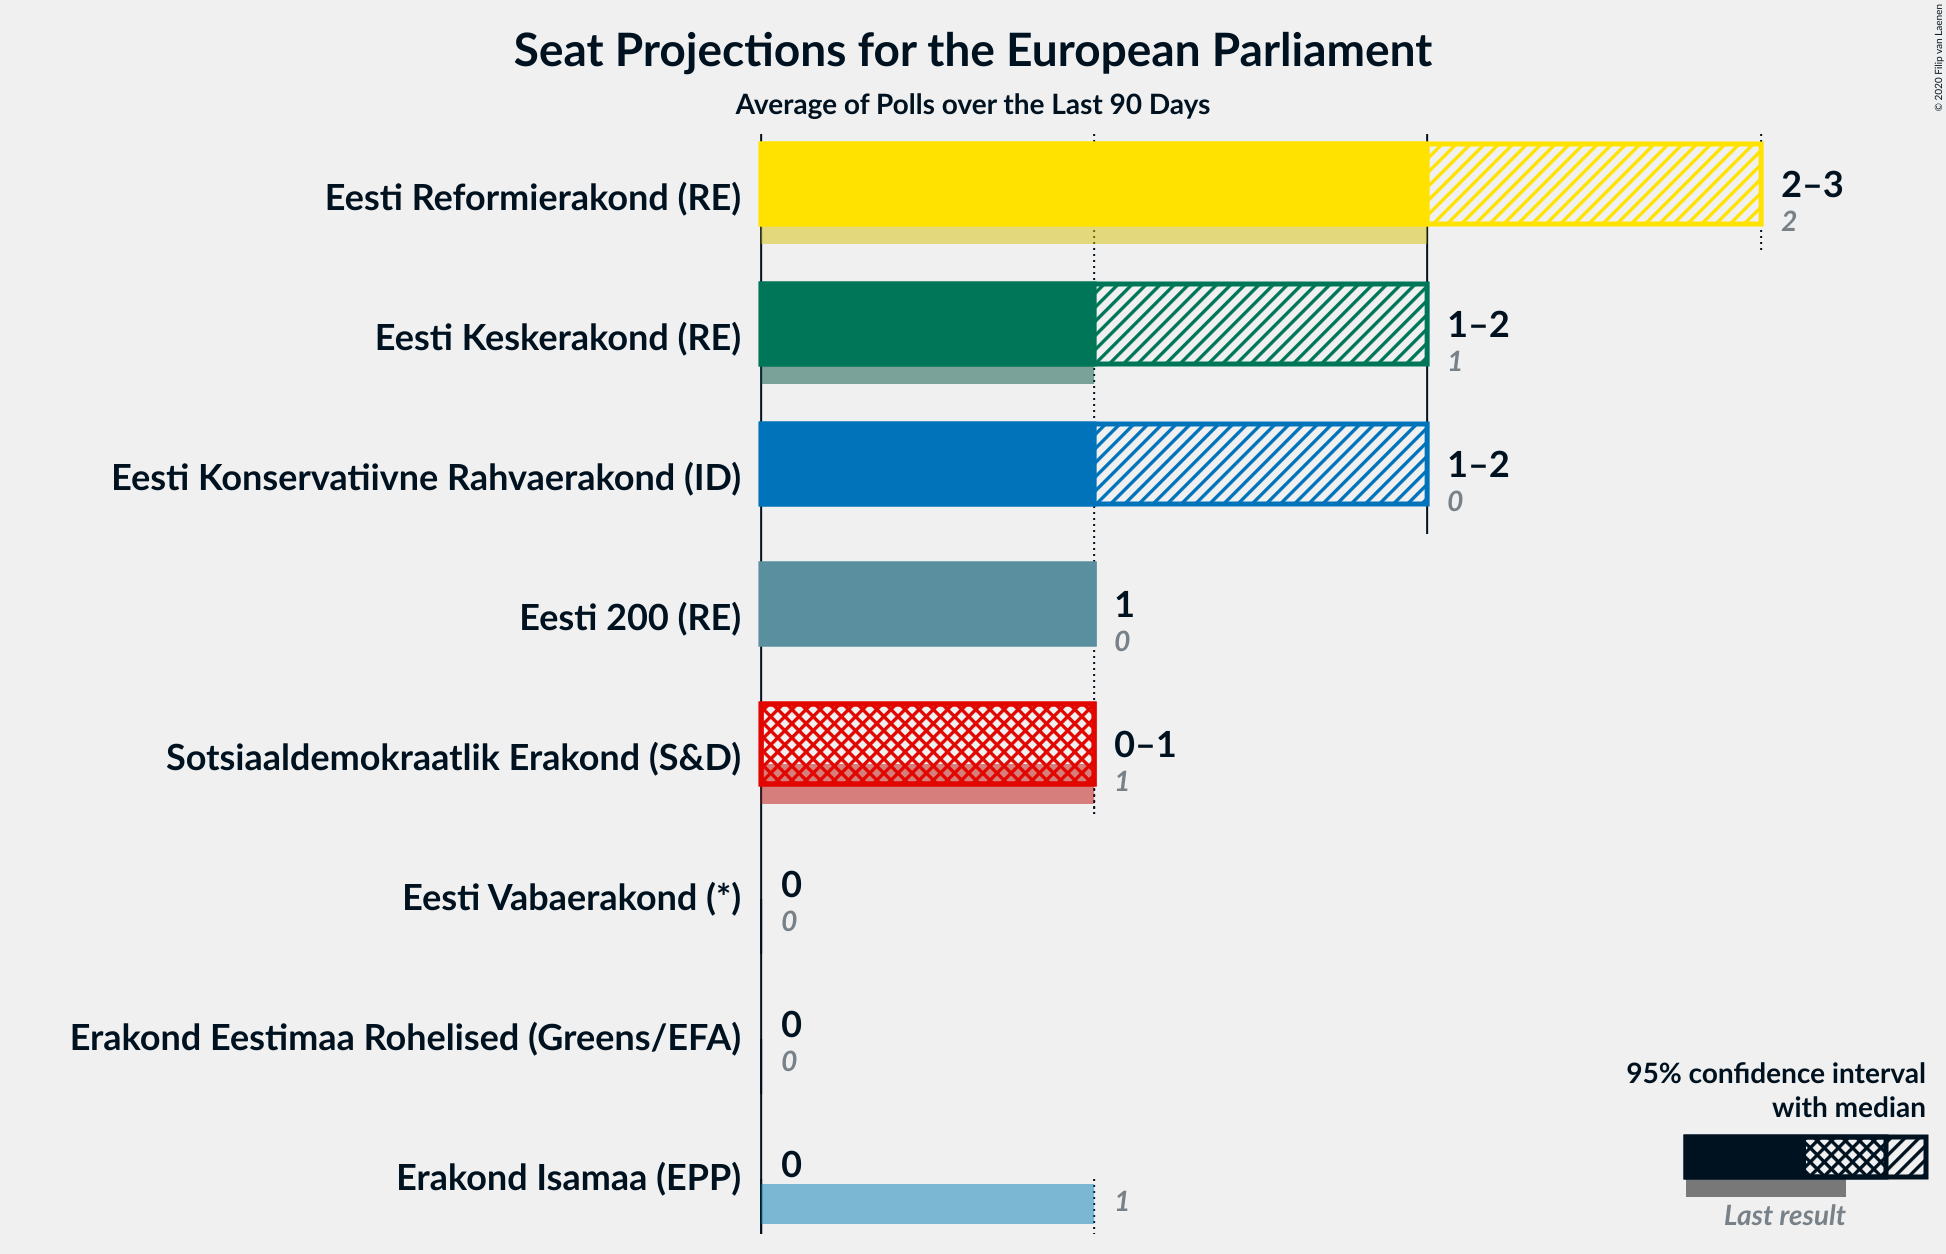 Seat Projections for the European Parliament
Average of Polls over the Last 90 Days
© 2020 Filip van Laenen
Eesti Reformierakond (RE)
2–3
2
Eesti Keskerakond (RE)
1–2
1
Eesti Konservatiivne Rahvaerakond (ID)
1–2
0
Eesti 200 (RE)
1
0
Sotsiaaldemokraatlik Erakond (S&D)
0–1
1
Eesti Vabaerakond (*)
0
0
Erakond Eestimaa Rohelised (Greens/EFA)
0
0
Erakond Isamaa (EPP)
0
1
95% confidence interval
with median
Last result